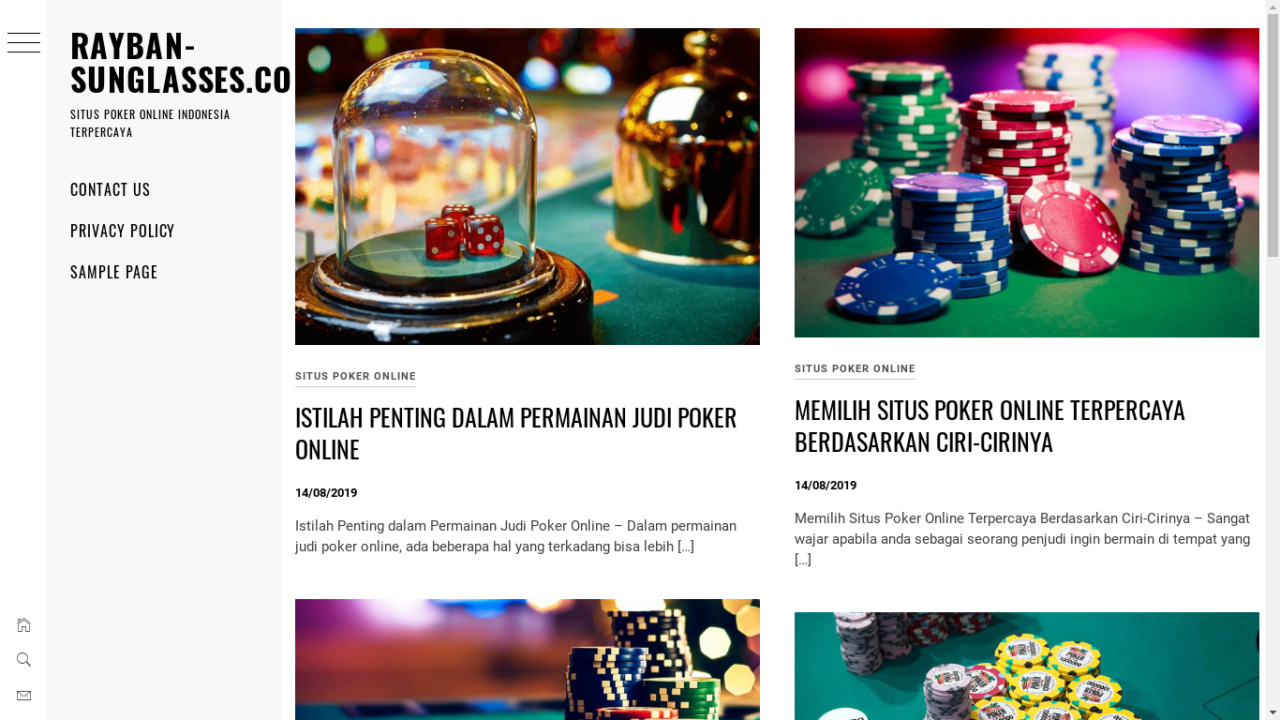 RAYBAN-
SUNGLASSES.CO
SITUS POKER ONLINE INDONESIA
TERPERCAYA
CONTACT US
PRIVACY POLICY
SAMPLE PAGE
SITUS POKER ONLINE
ISTILAH PENTING DALAM PERMAINAN JUDI POKER
ONLINE
14/08/2019
Istilah Penting dalam Permainan Judi Poker Online – Dalam permainan
judi poker online, ada beberapa hal yang terkadang bisa lebih […]
SITUS POKER ONLINE
MEMILIH SITUS POKER ONLINE TERPERCAYA
BERDASARKAN CIRI-CIRINYA
14/08/2019
Memilih Situs Poker Online Terpercaya Berdasarkan Ciri-Cirinya – Sangat
wajar apabila anda sebagai seorang penjudi ingin bermain di tempat yang
[…]